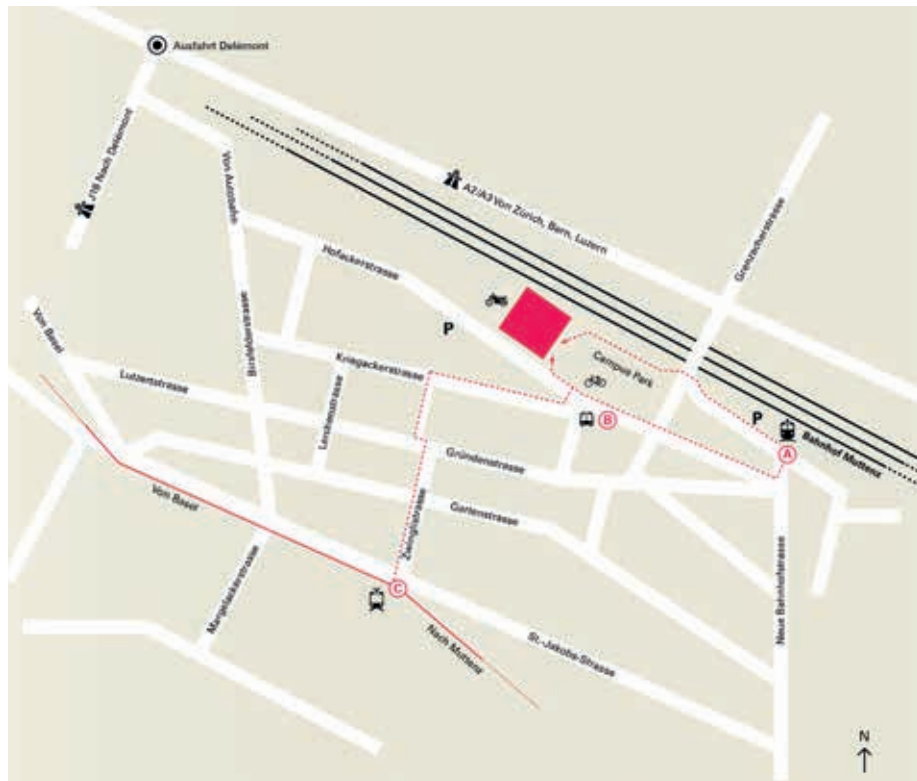 Ausfahrt Delémont
J18 Nach Delémont
Von Autobahn
A2/A3 Von Zürich, Bern, Luzern
Grenzacherstrasse
Hofackerstrasse
P
Von Basel
Birsfelderstrasse
Kriegackerstrasse
Campus Park
Lutzertstrasse
Lerchenstrasse
B
P
Bahnhof Muttenz
A
Gründenstrasse
Von Basel
Zwinglistrasse
Gartenstrasse
C
Margelackerstrasse
Nach Muttenz
St.-Jakobs-Strasse
Neue Bahnhofstrasse
N